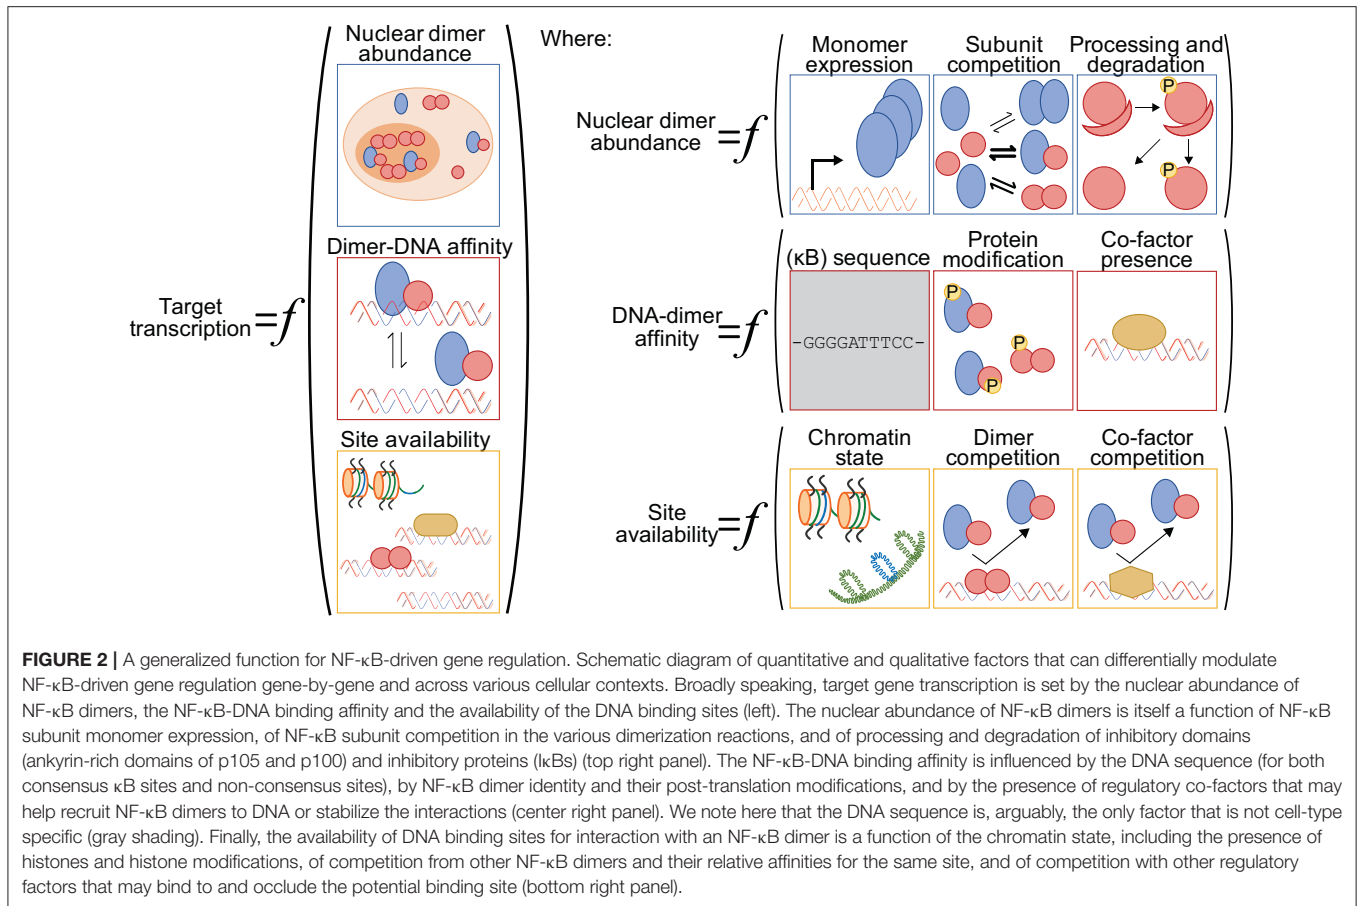 Nuclear dimer
abundance
Dimer-DNA affinity
Site availability
Target
transcription
=f
Where:
Nuclear dimer
abundance
=f
Monomer
expression
Subunit
competition
Processing and
degradation
P
P
DNA-dimer
affinity
=f
(κB) sequence
-GGGGATTTCC-
Protein
modification
P
P
P
Co-factor
presence
Site
availability
=f
Chromatin
state
Dimer
competition
Co-factor
competition
FIGURE 2 | A generalized function for NF-κB-driven gene regulation. Schematic diagram of quantitative and qualitative factors that can differentially modulate
NF-κB-driven gene regulation gene-by-gene and across various cellular contexts. Broadly speaking, target gene transcription is set by the nuclear abundance of
NF-κB dimers, the NF-κB-DNA binding affinity and the availability of the DNA binding sites (left). The nuclear abundance of NF-κB dimers is itself a function of NF-κB
subunit monomer expression, of NF-κB subunit competition in the various dimerization reactions, and of processing and degradation of inhibitory domains
(ankyrin-rich domains of p105 and p100) and inhibitory proteins (IκBs) (top right panel). The NF-κB-DNA binding affinity is influenced by the DNA sequence (for both
consensus κB sites and non-consensus sites), by NF-κB dimer identity and their post-translation modifications, and by the presence of regulatory co-factors that may
help recruit NF-κB dimers to DNA or stabilize the interactions (center right panel). We note here that the DNA sequence is, arguably, the only factor that is not cell-type
specific (gray shading). Finally, the availability of DNA binding sites for interaction with an NF-κB dimer is a function of the chromatin state, including the presence of
histones and histone modifications, of competition from other NF-κB dimers and their relative affinities for the same site, and of competition with other regulatory
factors that may bind to and occlude the potential binding site (bottom right panel).